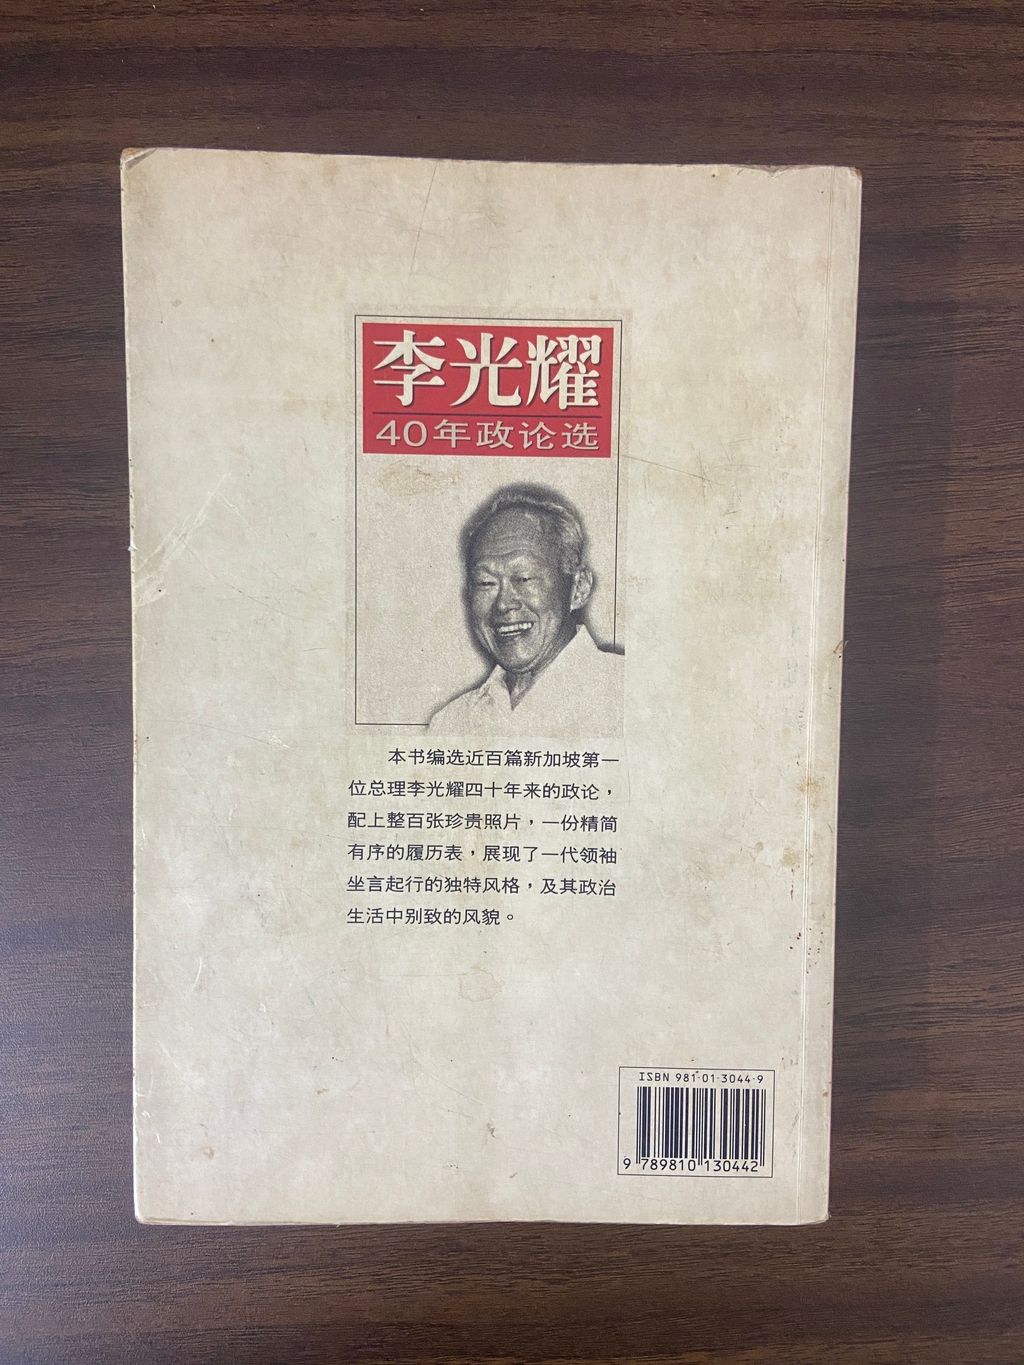 李光耀
40年政论选
本书编选近百篇新加坡第一
位总理李光耀四十年来的政论，
配上整百张珍贵照片，一份精简
有序的履历表，展现了一代领袖
坐言起行的独特风格，及其政治
生活中别致的风貌。
ISBN 981-01-3044-9
9 789810 130442